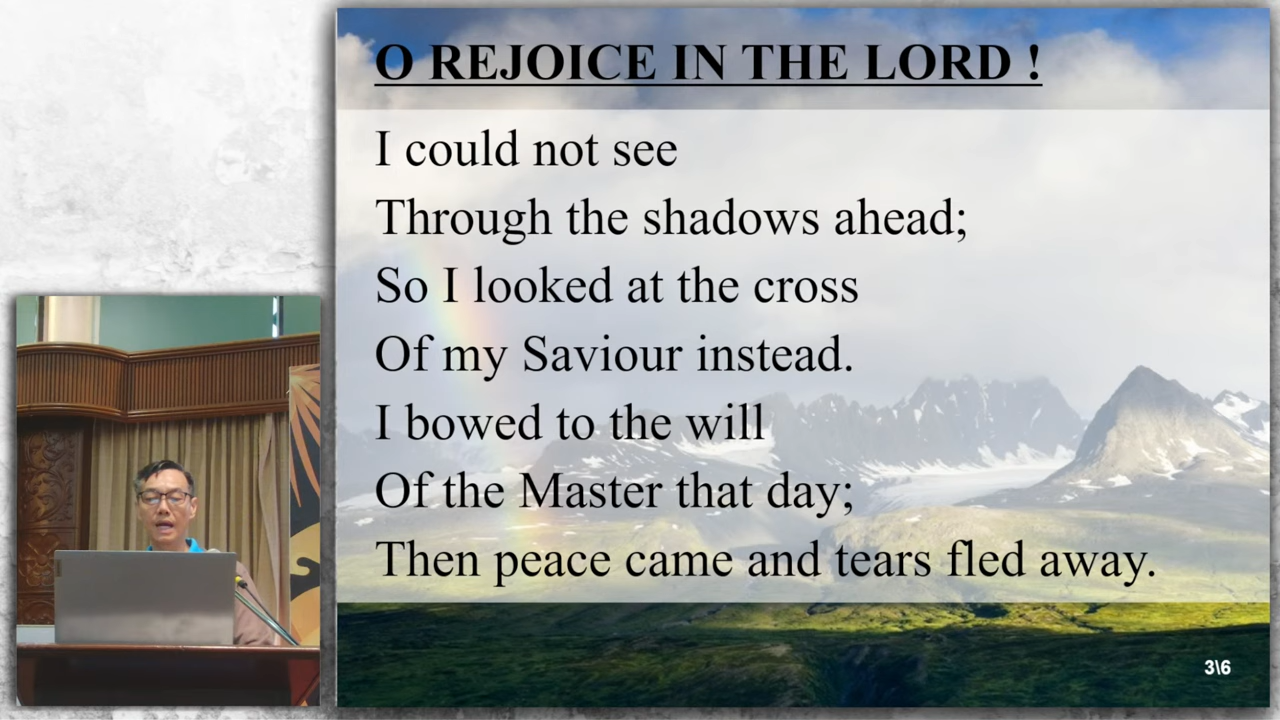 O REJOICE IN THE LORD !
I could not see
Through the shadows ahead;
So I looked at the cross
Of my Saviour instead.
I bowed to the will
Of the Master that day;
Then peace came and tears fled away.
3\6